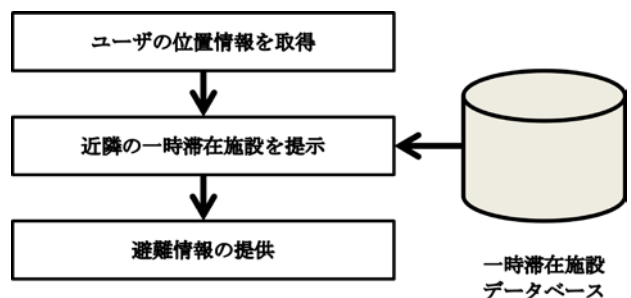 ユーザの位置情報を取得
近隣の一時滞在施設を提示
避難情報の提供
一時滞在施設
データベース